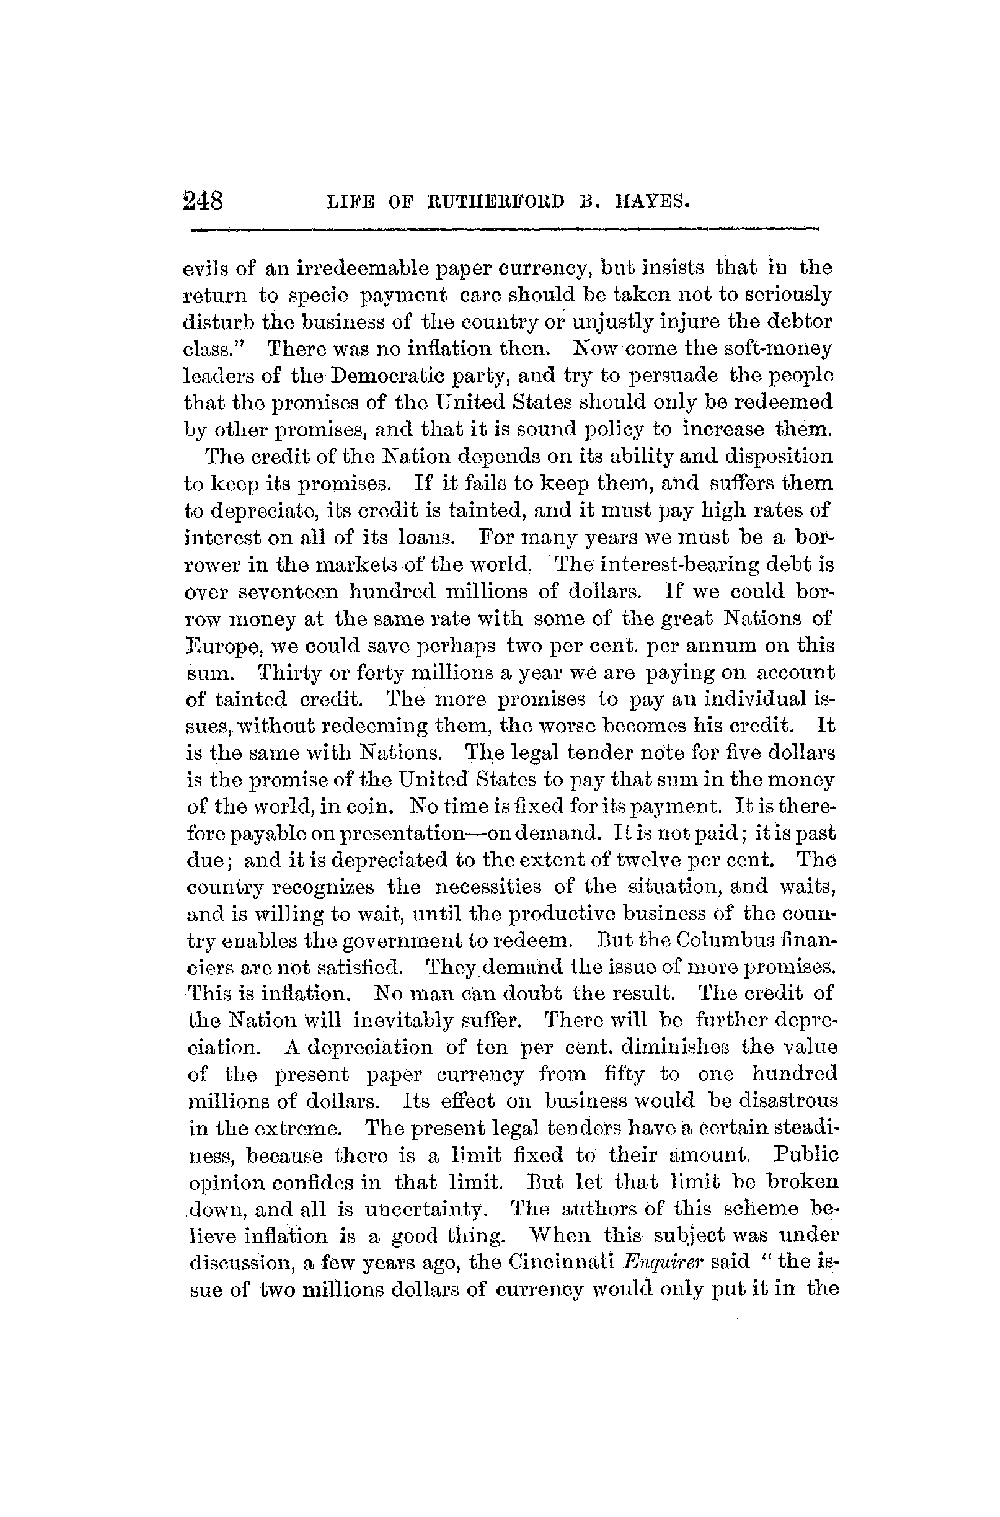 248 LIFE OF RUTHERFORD B. HAYES.
evils of an irredeemable paper currency, but insists that in the
return to specie payment care should be taken not to seriously
disturb the business of the country or unjustly injure the debtor
class." There was no inflation then. Now come the soft-money
leaders of the Democratic party, and try to persuade the people
that the promises of the United States should only be redeemed
by other promises, and that it is sound policy to increase them.
The credit of the Nation depends on its ability and disposition
to keep its promises. If it fails to keep them, and suffers them
to depreciate, its credit is tainted, and it must pay high rates of
interest on all of its loans. For many years we must be a bor-
rower in the markets of the world. The interest-bearing debt is
over seventeen hundred millions of dollars. If we could bor-
row money at the same rate with some of the great Nations of
Europe, we could save perhaps two per cent. per annum on this
sum. Thirty or forty millions a year we are paying on account
of tainted credit. The more promises to pay an individual is-
sues, without redeeming them, the worse becomes his credit. It
is the same with Nations. The legal tender note for five dollars
is the promise of the United States to pay that sum in the money
of the world, in coin. No time is fixed for its payment. It is there-
fore payable on presentation—on demand. It is not paid; it is past
due; and it is depreciated to the extent of twelve per cent. The
country recognizes the necessities of the situation, and waits,
and is willing to wait, until the productive business of the coun-
try enables the government to redeem. But the Columbus finan-
ciers are not satisfied. They demand the issue of more promises.
This is inflation. No man can doubt the result. The credit of
the Nation will inevitably suffer. There will be further depre-
ciation. A depreciation of ten per cent. diminishes the value
of the present paper currency from fifty to one hundred
millions of dollars. Its effect on business would be disastrous
in the extreme. The present legal tenders have a certain steadi-
ness, because there is a limit fixed to their amount. Public
opinion confides in that limit. But let that limit be broken
down, and all is uncertainty. The authors of this scheme be-
lieve inflation is a good thing. When this subject was under
discussion, a few years ago, the Cincinnati Enquirer said "the is-
sue of two millions dollars of currency would only put it in the